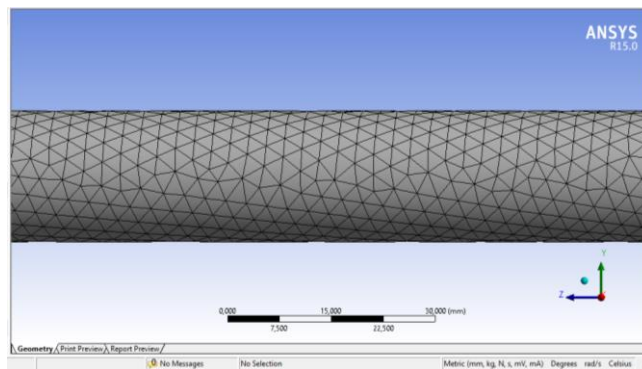 ANSYS
R15.0
Y
Z
0,000 15,000 30,000 (mm)
7,500 22,500
Geometry Print Preview Report Preview
No Messages No Selection Metric (mm, kg, N, s, mV, mA) Degrees rad/s Celsius